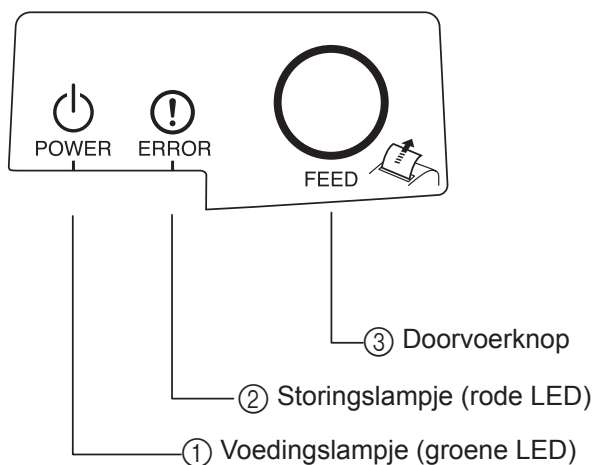 POWER ERROR
FEED
③ Doorvoerknop
② Storingslampje (rode LED)
① Voedingslampje (groene LED)